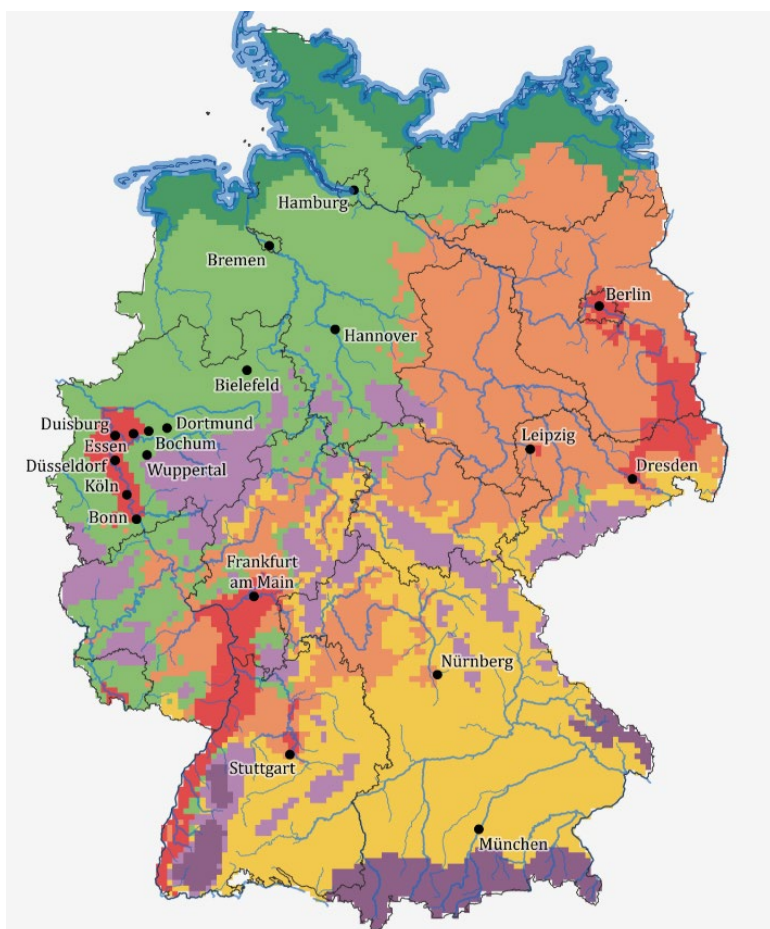 Hamburg
Bremen
Berlin
Hannover
Bielefeld
Duisburg
Dortmund
Essen
Bochum
Leipzig
Düsseldorf
Wuppertal
Dresden
Köln
Bonn
Frankfurt
am Main
Nürnberg
Stuttgart
München